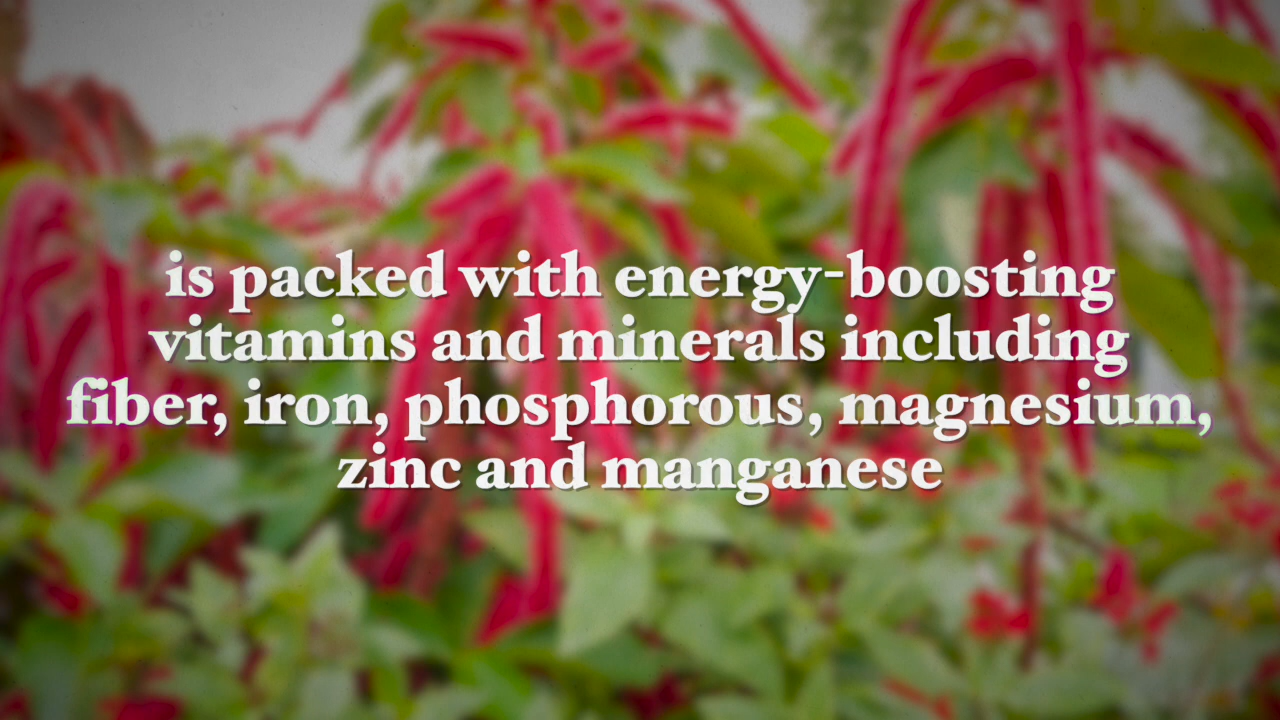 is packed with energy-boosting
vitamins and minerals including
fiber, iron, phosphorous, magnesium,
zinc and manganese